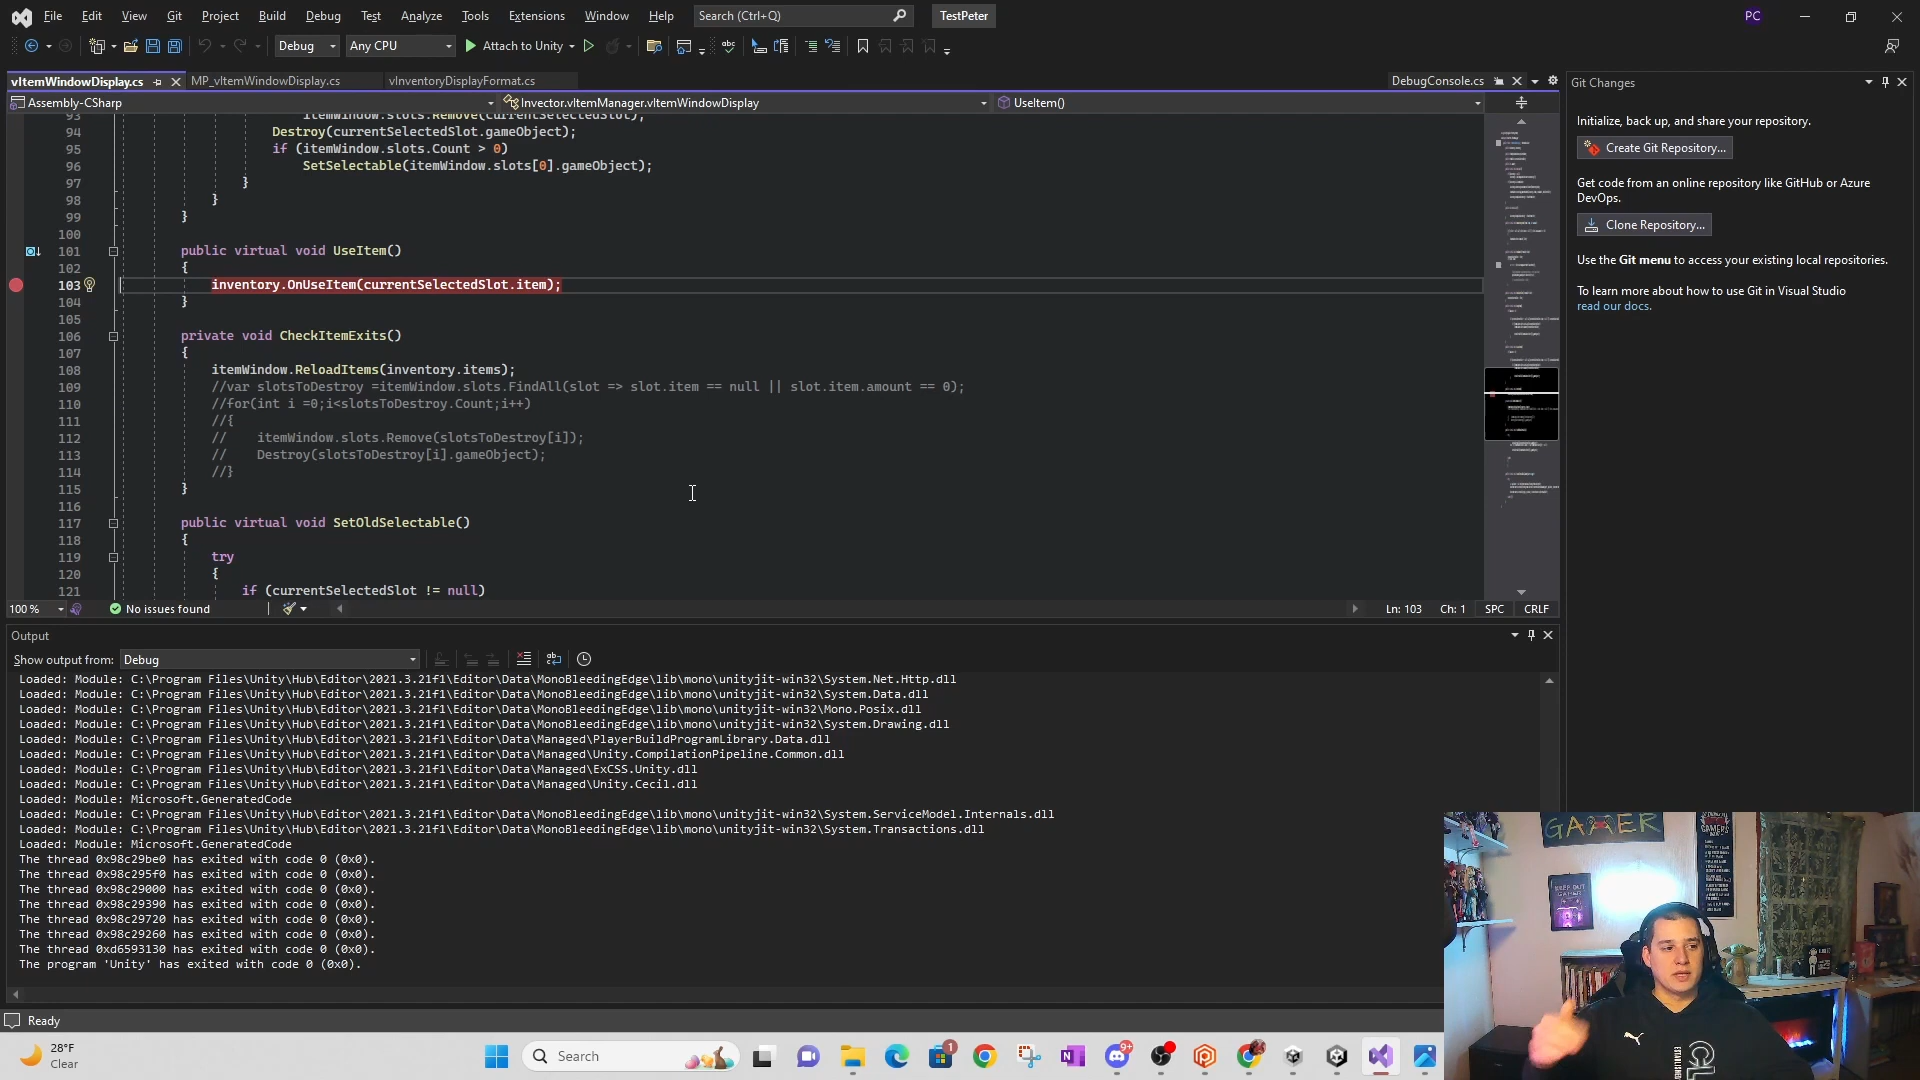 File Edit View Git Project Build Debug Test Analyze Tools Extensions Window Help Search (Ctrl+Q) TestPeter PC
Debug Any CPU Attach to Unity
vItemWindowDisplay.cs MP_vItemWindowDisplay.cs vInventoryDisplayFormat.cs DebugConsole.cs
Assembly-CSharp Invector.vItemManager.vItemWindowDisplay UseItem()
93 itemWindow.slots.Remove(currentSelectedSlot);
94 Destroy(currentSelectedSlot.gameObject);
95 if (itemWindow.slots.Count > 0)
96 SetSelectable(itemWindow.slots[0].gameObject);
97 }
98 }
99 }
100
101 public virtual void UseItem()
102 {
103 inventory.OnUseItem(currentSelectedSlot.item);
104 }
105
106 private void CheckItemExits()
107 {
108 itemWindow.ReloadItems(inventory.items);
109 //var slotsToDestroy =itemWindow.slots.FindAll(slot => slot.item == null || slot.item.amount == 0);
110 //for(int i =0;i<slotsToDestroy.Count;i++)
111 //{
112 // itemWindow.slots.Remove(slotsToDestroy[i]);
113 // Destroy(slotsToDestroy[i].gameObject);
114 //}
115 }
116
117 public virtual void SetOldSelectable()
118 {
119 try
120 {
121 if (currentSelectedSlot != null)
100 % No issues found Ln: 103 Ch: 1 SPC CRLF
Git Changes
Initialize, back up, and share your repository.
Create Git Repository...
Get code from an online repository like GitHub or Azure
DevOps.
Clone Repository...
Use the Git menu to access your existing local repositories.
To learn more about how to use Git in Visual Studio
read our docs.
Output
Show output from: Debug
Loaded: Module: C:\Program Files\Unity\Hub\Editor\2021.3.21f1\Editor\Data\MonoBleedingEdge\lib\mono\unityjit-win32\System.Net.Http.dll
Loaded: Module: C:\Program Files\Unity\Hub\Editor\2021.3.21f1\Editor\Data\MonoBleedingEdge\lib\mono\unityjit-win32\System.Data.dll
Loaded: Module: C:\Program Files\Unity\Hub\Editor\2021.3.21f1\Editor\Data\MonoBleedingEdge\lib\mono\unityjit-win32\Mono.Posix.dll
Loaded: Module: C:\Program Files\Unity\Hub\Editor\2021.3.21f1\Editor\Data\MonoBleedingEdge\lib\mono\unityjit-win32\System.Drawing.dll
Loaded: Module: C:\Program Files\Unity\Hub\Editor\2021.3.21f1\Editor\Data\Managed\PlayerBuildProgramLibrary.Data.dll
Loaded: Module: C:\Program Files\Unity\Hub\Editor\2021.3.21f1\Editor\Data\Managed\Unity.CompilationPipeline.Common.dll
Loaded: Module: C:\Program Files\Unity\Hub\Editor\2021.3.21f1\Editor\Data\Managed\ExCSS.Unity.dll
Loaded: Module: C:\Program Files\Unity\Hub\Editor\2021.3.21f1\Editor\Data\Managed\Unity.Cecil.dll
Loaded: Module: Microsoft.GeneratedCode
Loaded: Module: C:\Program Files\Unity\Hub\Editor\2021.3.21f1\Editor\Data\MonoBleedingEdge\lib\mono\unityjit-win32\System.ServiceModel.Internals.dll
Loaded: Module: C:\Program Files\Unity\Hub\Editor\2021.3.21f1\Editor\Data\MonoBleedingEdge\lib\mono\unityjit-win32\System.Transactions.dll
Loaded: Module: Microsoft.GeneratedCode
The thread 0x98c29be0 has exited with code 0 (0x0).
The thread 0x98c295f0 has exited with code 0 (0x0).
The thread 0x98c29000 has exited with code 0 (0x0).
The thread 0x98c29390 has exited with code 0 (0x0).
The thread 0x98c29720 has exited with code 0 (0x0).
The thread 0x98c29260 has exited with code 0 (0x0).
The thread 0xd6593130 has exited with code 0 (0x0).
The program 'Unity' has exited with code 0 (0x0).
GAMER
Ready
28°F
Clear
Search
1
9+